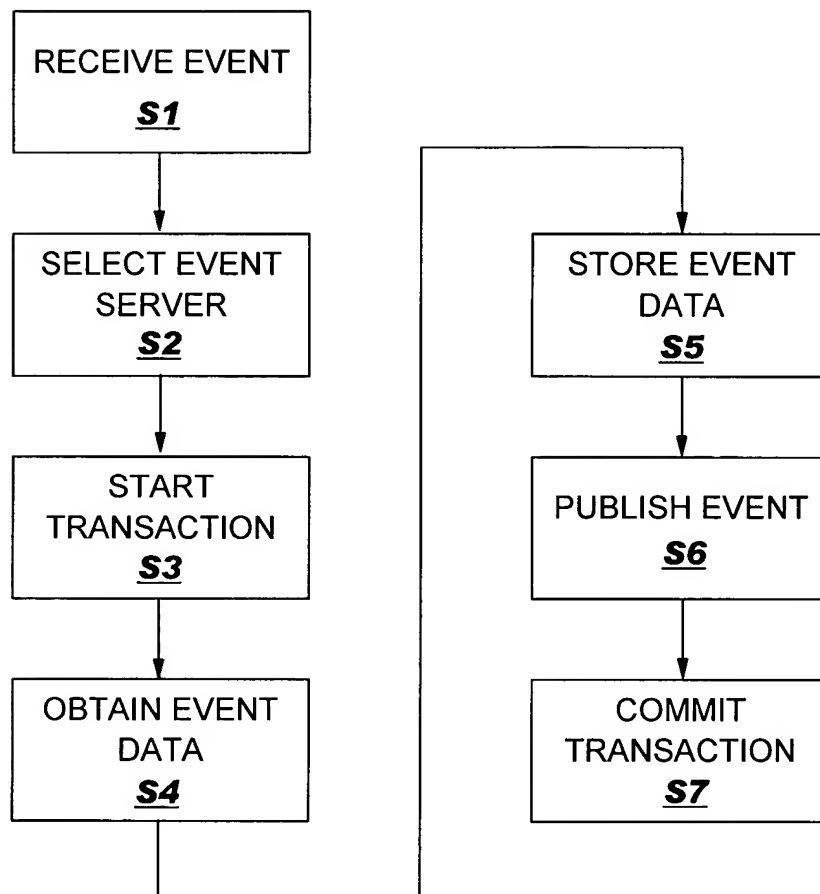 RECEIVE EVENT
S1
SELECT EVENT
SERVER
S2
START
TRANSACTION
S3
OBTAIN EVENT
DATA
S4
STORE EVENT
DATA
S5
PUBLISH EVENT
S6
COMMIT
TRANSACTION
S7